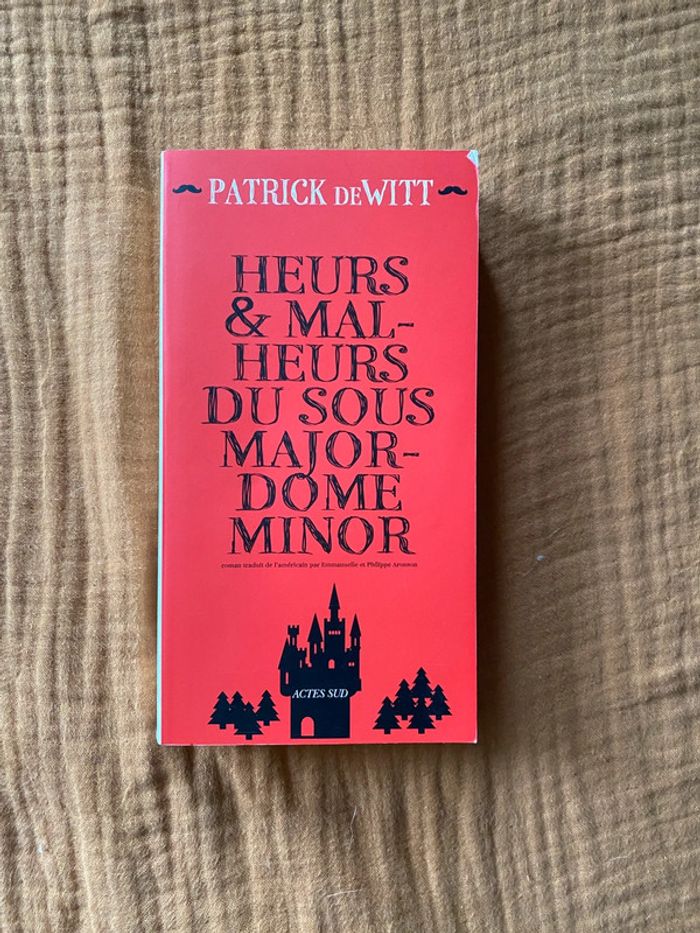 PATRICK DEWITT
HEURS
& MAL-
HEURS
DU SOUS
MAJOR-
DOME
MINOR
roman traduit de l'américain par Emmanuelle et Philippe Aronson
ACTES SUD